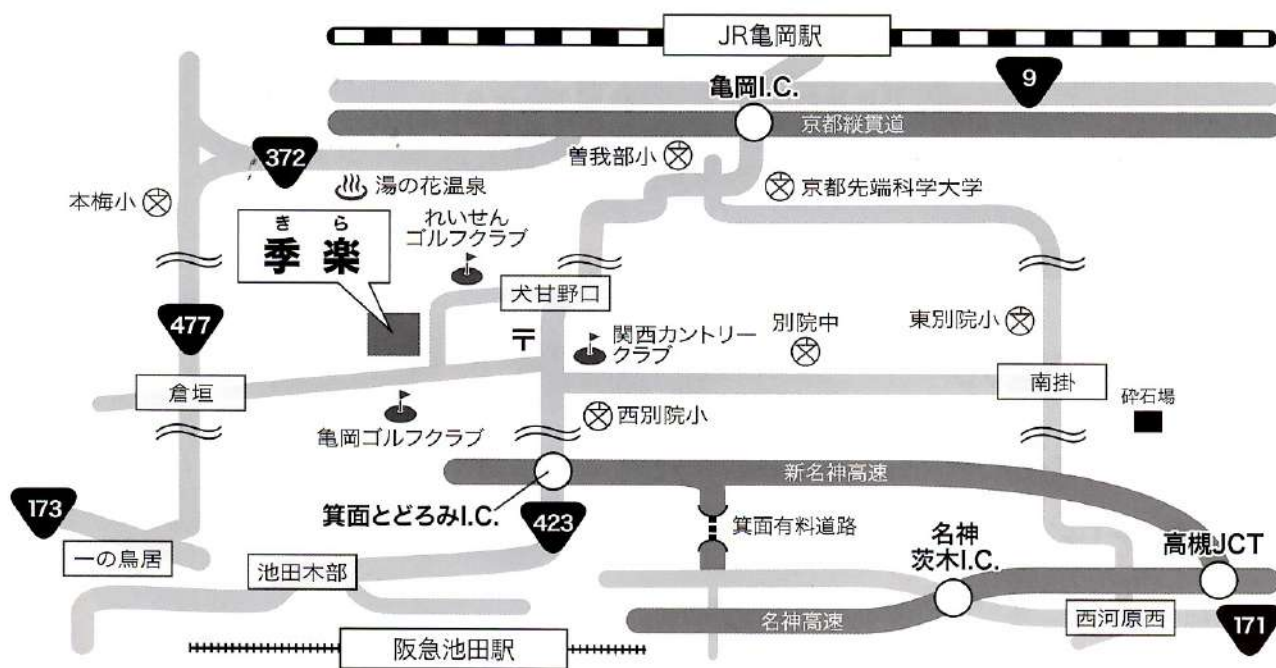 JR亀岡駅
9
亀岡I.C.
京都縦貫道
372
曽我部小
湯の花温泉
京都先端科学大学
本梅小
れいせん
ゴルフクラブ
きら
季楽
犬甘野口
477
〒
関西カントリー
クラブ
別院中
東別院小
倉垣
南掛
砕石場
亀岡ゴルフクラブ
西別院小
新名神高速
173
箕面とどろみI.C.
423
箕面有料道路
名神
茨木I.C.
高槻JCT
一の鳥居
池田木部
名神高速
西河原西
171
阪急池田駅